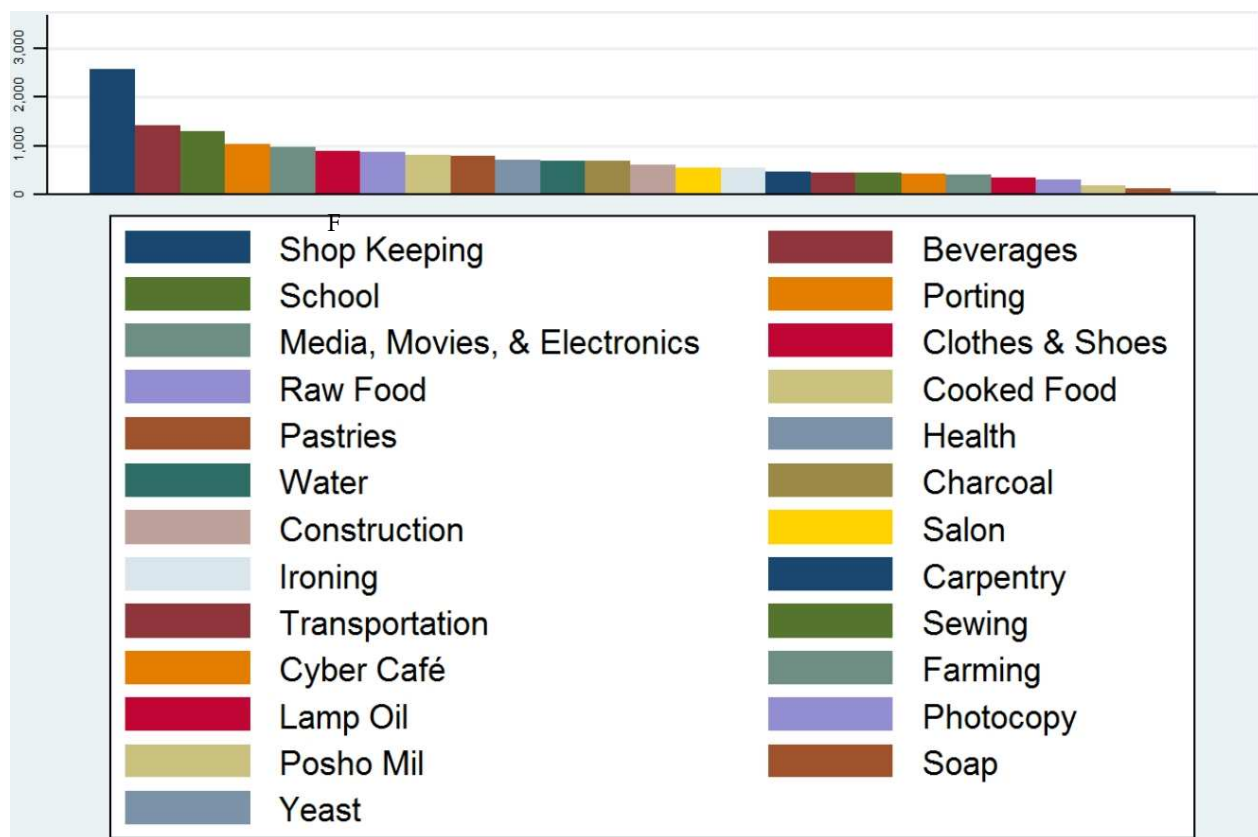 3,000
2,000
1,000
0
F
Shop Keeping Beverages
School Porting
Media, Movies, & Electronics Clothes & Shoes
Raw Food Cooked Food
Pastries Health
Water Charcoal
Construction Salon
Ironing Carpentry
Transportation Sewing
Cyber Café Farming
Lamp Oil Photocopy
Posho Mil Soap
Yeast